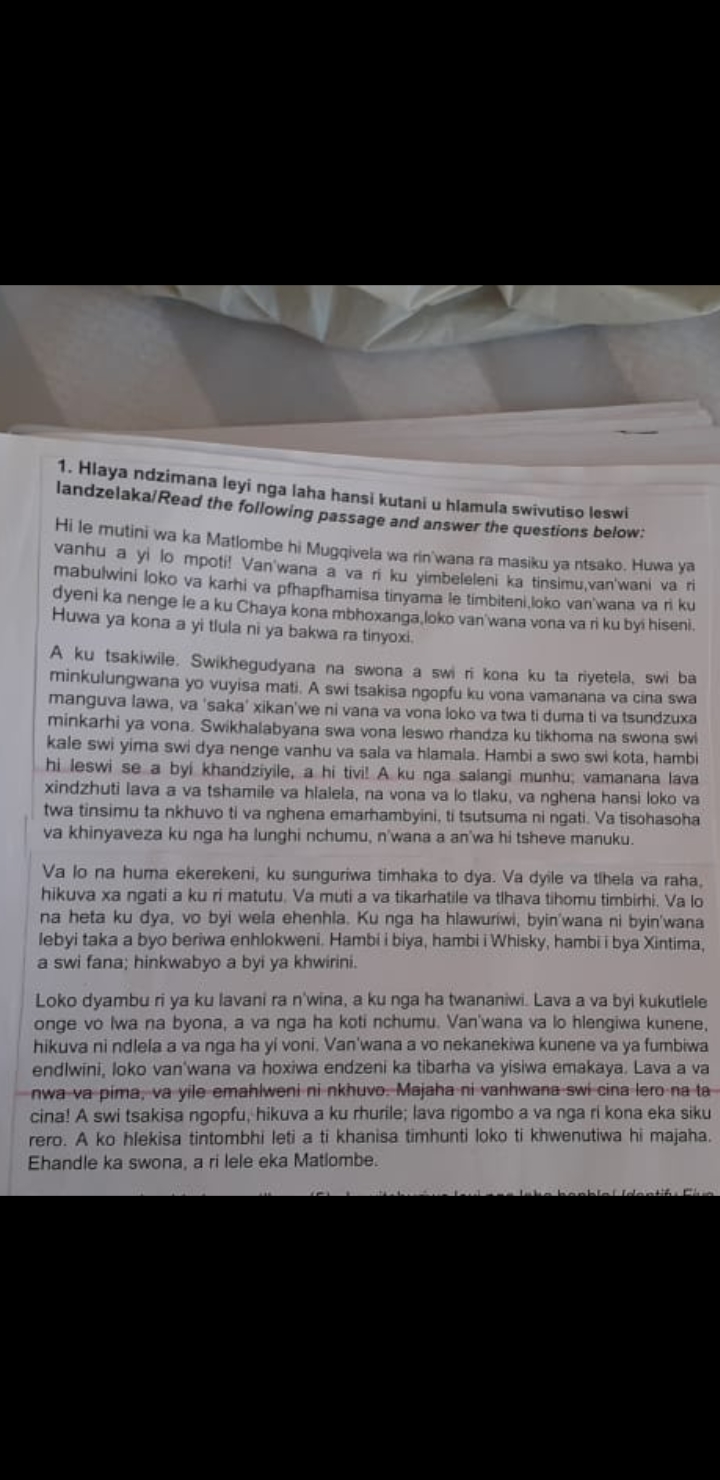 1. Hlaya ndzimana leyi nga laha hansi kutani u hlamula swivutiso leswi
landzelaka/Read the following passage and answer the questions below:
Hi le mutini wa ka Matlombe hi Mugqivela wa rin'wana ra masiku ya ntsako. Huwa ya
vanhu a yi lo mpoti! Van'wana a va ri ku yimbeleleni ka tinsimu,van'wani va ri
mabulwini loko va karhi va pfhapfhamisa tinyama le timbiteni,loko van'wana va ri ku
dyeni ka nenge le a ku Chaya kona mbhoxanga,loko van'wana vona va ri ku byi hiseni.
Huwa ya kona a yi tlula ni ya bakwa ra tinyoxi.
A ku tsakiwile. Swikhegudyana na swona a swi ri kona ku ta riyetela, swi ba
minkulungwana yo vuyisa mati. A swi tsakisa ngopfu ku vona vamanana va cina swa
manguva lawa, va 'saka' xikan'we ni vana va vona loko va twa ti duma ti va tsundzuxa
minkarhi ya vona. Swikhalabyana swa vona leswo rhandza ku tikhoma na swona swi
kale swi yima swi dya nenge vanhu va sala va hlamala. Hambi a swo swi kota, hambi
hi leswi se a byi khandziyile, a hi tivi! A ku nga salangi munhu; vamanana lava
xindzhuti lava a va tshamile va hlalela, na vona va lo tlaku, va nghena hansi loko va
twa tinsimu ta nkhuvo ti va nghena emarhambyini, ti tsutsuma ni ngati. Va tisohasoha
va khinyaveza ku nga ha lunghi nchumu, n'wana a an'wa hi tsheve manuku.
Va lo na huma ekerekeni, ku sunguriwa timhaka to dya. Va dyile va tlhela va raha,
hikuva xa ngati a ku ri matutu. Va muti a va tikarhatile va tlhava tihomu timbirhi. Va lo
na heta ku dya, vo byi wela ehenhla. Ku nga ha hlawuriwi, byin'wana ni byin'wana
lebyi taka a byo beriwa enhlokweni. Hambi i biya, hambi i Whisky, hambi i bya Xintima,
a swi fana; hinkwabyo a byi ya khwirini.
Loko dyambu ri ya ku lavani ra n'wina, a ku nga ha twananiwi. Lava a va byi kukutlele
onge vo lwa na byona, a va nga ha koti nchumu. Van'wana va lo hlengiwa kunene,
hikuva ni ndlela a va nga ha yi voni. Van'wana a vo nekanekiwa kunene va ya fumbiwa
endlwini, loko van'wana va hoxiwa endzeni ka tibarha va yisiwa emakaya. Lava a va
nwa va pima, va yile emahlweni ni nkhuvo. Majaha ni vanhwana swi cina lero na ta
cina! A swi tsakisa ngopfu, hikuva a ku rhurile; lava rigombo a va nga ri kona eka siku
rero. A ko hlekisa tintombhi leti a ti khanisa timhunti loko ti khwenutiwa hi majaha.
Ehandle ka swona, a ri lele eka Matlombe.